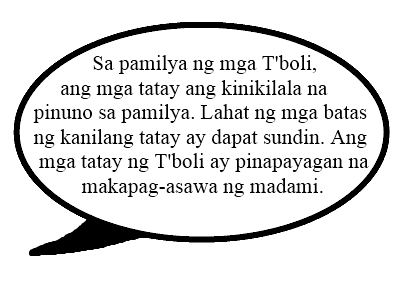 Sa pamilya ng mga T'boli,
ang mga tatay ang kinikilala na
pinuno sa pamilya. Lahat ng mga batas
ng kanilang tatay ay dapat sundin. Ang
mga tatay ng T'boli ay pinapayagan na
makapag-asawa ng madami.